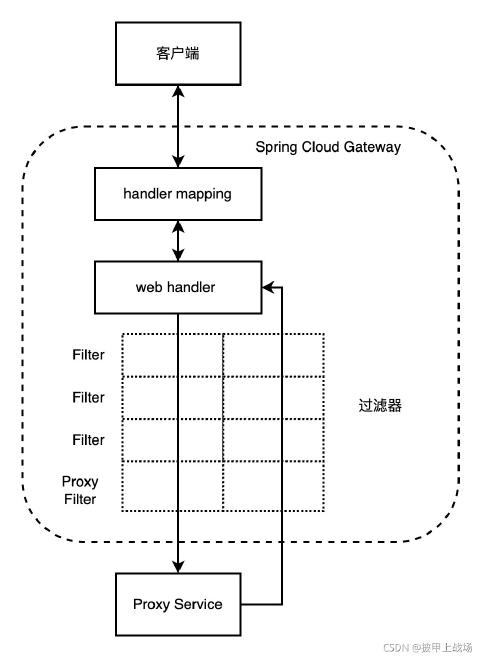 客户端
Spring Cloud Gateway
handler mapping
web handler
Filter
Filter
过滤器
Filter
Proxy
Filter
Proxy Service
CSDN @披甲上战场